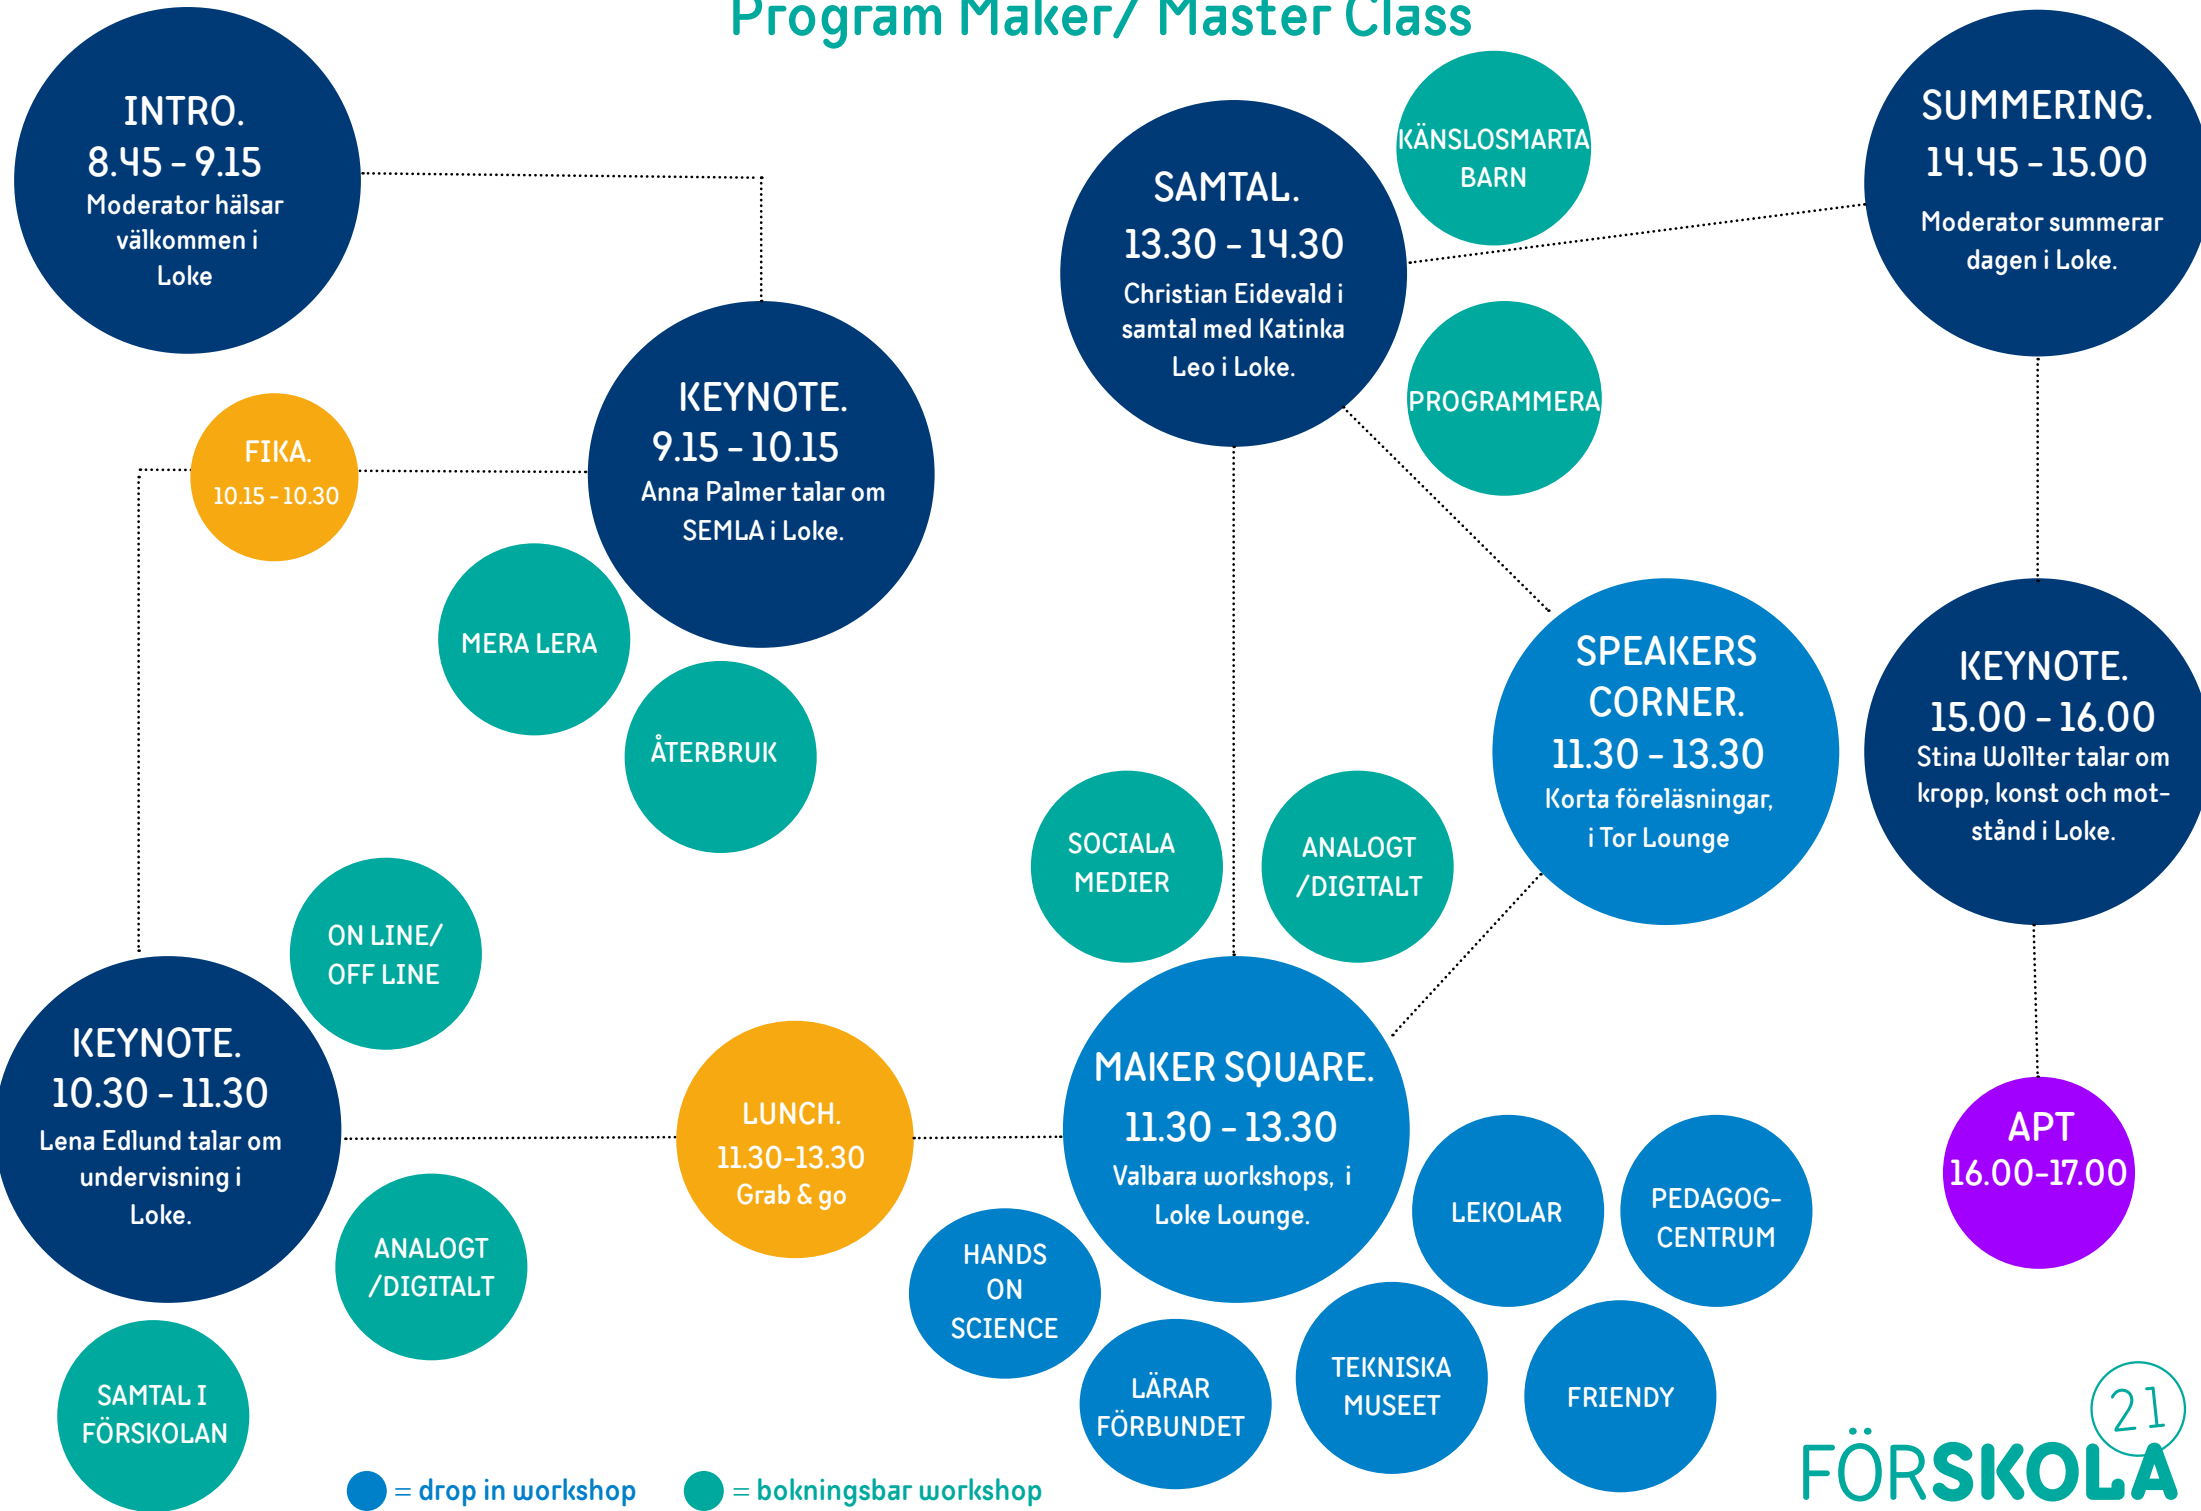 Program Maker/ Master Class
INTRO.
8.45 – 9.15
Moderator hälsar
välkommen i
Loke
KEYNOTE.
9.15 – 10.15
Anna Palmer talar om
SEMLA i Loke.
FIKA.
10.15 – 10.30
MERA LERA
ÅTERBRUK
ON LINE/
OFF LINE
KEYNOTE.
10.30 – 11.30
Lena Edlund talar om
undervisning i
Loke.
ANALOGT
/DIGITALT
SAMTAL I
FÖRSKOLAN
LUNCH.
11.30–13.30
Grab & go
MAKER SQUARE.
11.30 – 13.30
Valbara workshops, i
Loke Lounge.
SOCIALA
MEDIER
ANALOGT
/DIGITALT
HANDS
ON
SCIENCE
LÄRAR
FÖRBUNDET
TEKNISKA
MUSEET
LEKOLAR
PEDAGOG-
CENTRUM
FRIENDY
SPEAKERS
CORNER.
11.30 – 13.30
Korta föreläsningar,
i Tor Lounge
SAMTAL.
13.30 – 14.30
Christian Eidevald i
samtal med Katinka
Leo i Loke.
KÄNSLOSMARTA
BARN
PROGRAMMERA
SUMMERING.
14.45 – 15.00
Moderator summerar
dagen i Loke.
KEYNOTE.
15.00 – 16.00
Stina Wollter talar om
kropp, konst och mot-
stånd i Loke.
APT
16.00–17.00
= drop in workshop
= bokningsbar workshop
21
FÖRSKOLA